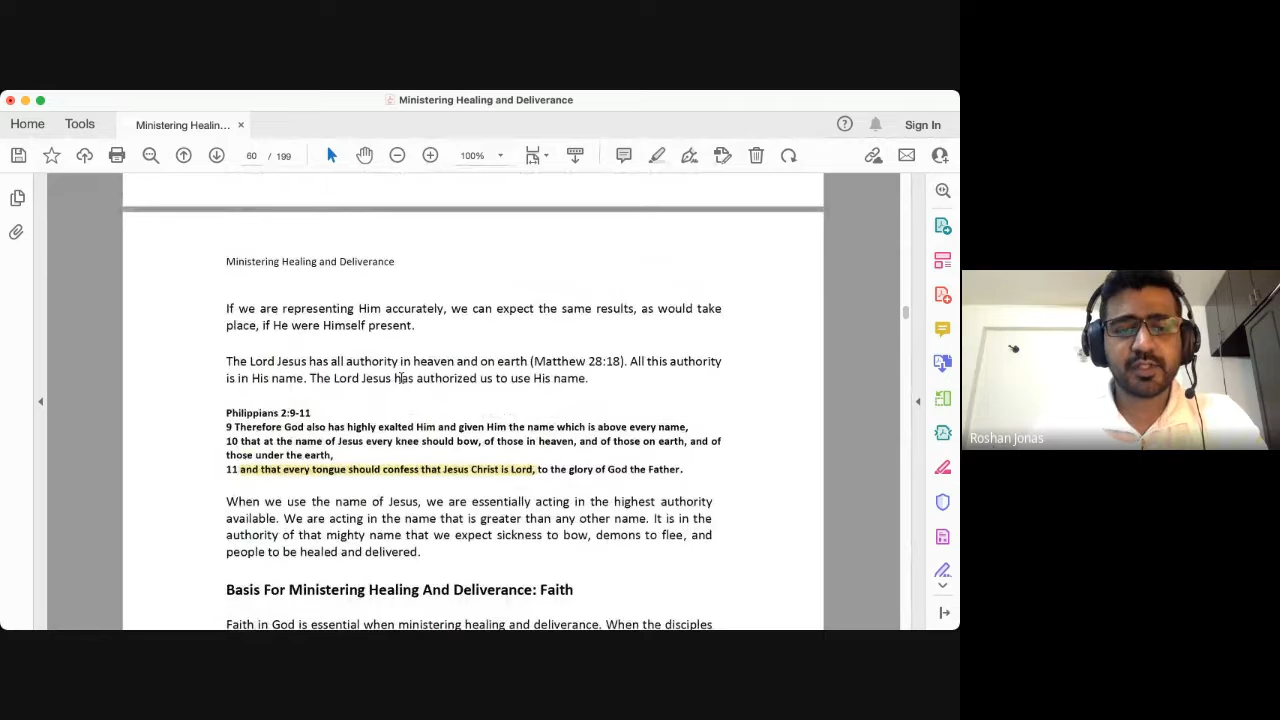 Ministering Healing and Deliverance
Home Tools Ministering Healin... × Sign In
60 / 199 100%
Ministering Healing and Deliverance
If we are representing Him accurately, we can expect the same results, as would take
place, if He were Himself present.
The Lord Jesus has all authority in heaven and on earth (Matthew 28:18). All this authority
is in His name. The Lord Jesus has authorized us to use His name.
Philippians 2:9-11
9 Therefore God also has highly exalted Him and given Him the name which is above every name,
10 that at the name of Jesus every knee should bow, of those in heaven, and of those on earth, and of
those under the earth,
11 and that every tongue should confess that Jesus Christ is Lord, to the glory of God the Father.
When we use the name of Jesus, we are essentially acting in the highest authority
available. We are acting in the name that is greater than any other name. It is in the
authority of that mighty name that we expect sickness to bow, demons to flee, and
people to be healed and delivered.
Basis For Ministering Healing And Deliverance: Faith
Faith in God is essential when ministering healing and deliverance. When the disciples
Roshan Jonas